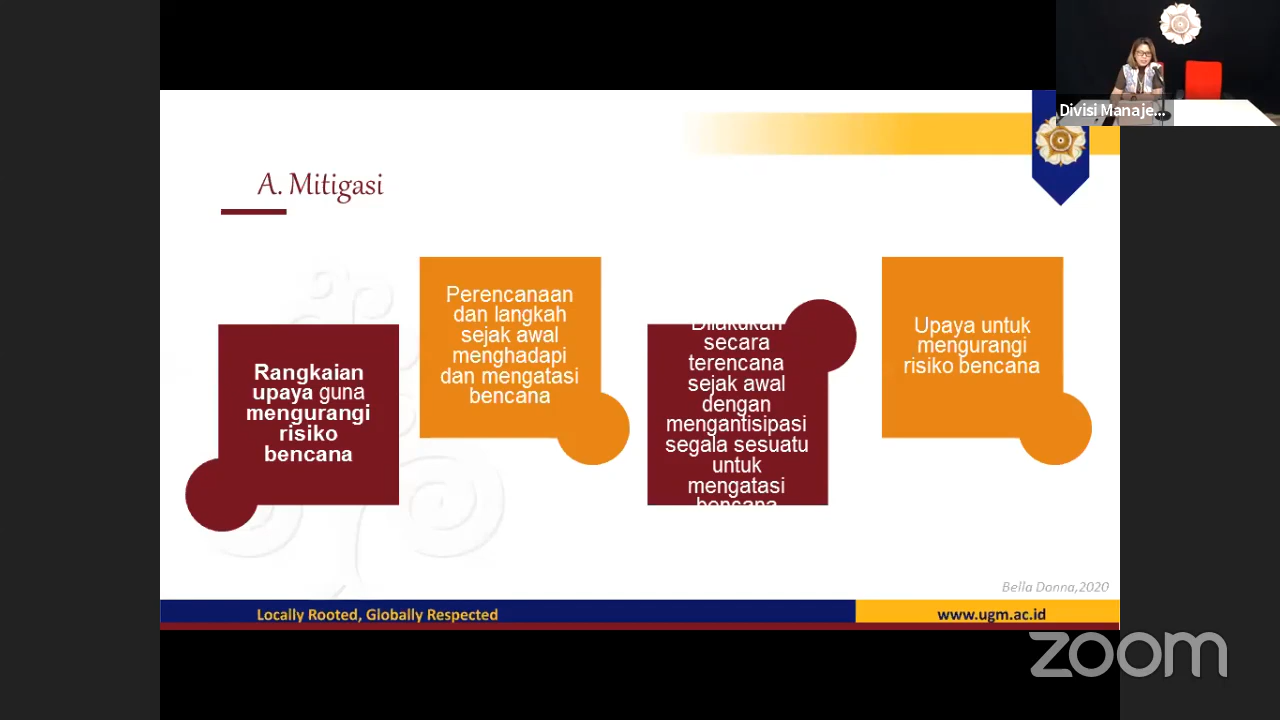 Divisi Manaje...
A. Mitigasi
Rangkaian
upaya guna
mengurangi
risiko
bencana
Perencanaan
dan langkah
sejak awal
menghadapi
dan mengatasi
bencana
Dilakukan
secara
terencana
sejak awal
dengan
mengantisipasi
segala sesuatu
untuk
mengatasi
bencana
Upaya untuk
mengurangi
risiko bencana
Bella Donna,2020
Locally Rooted, Globally Respected
www.ugm.ac.id
zoom